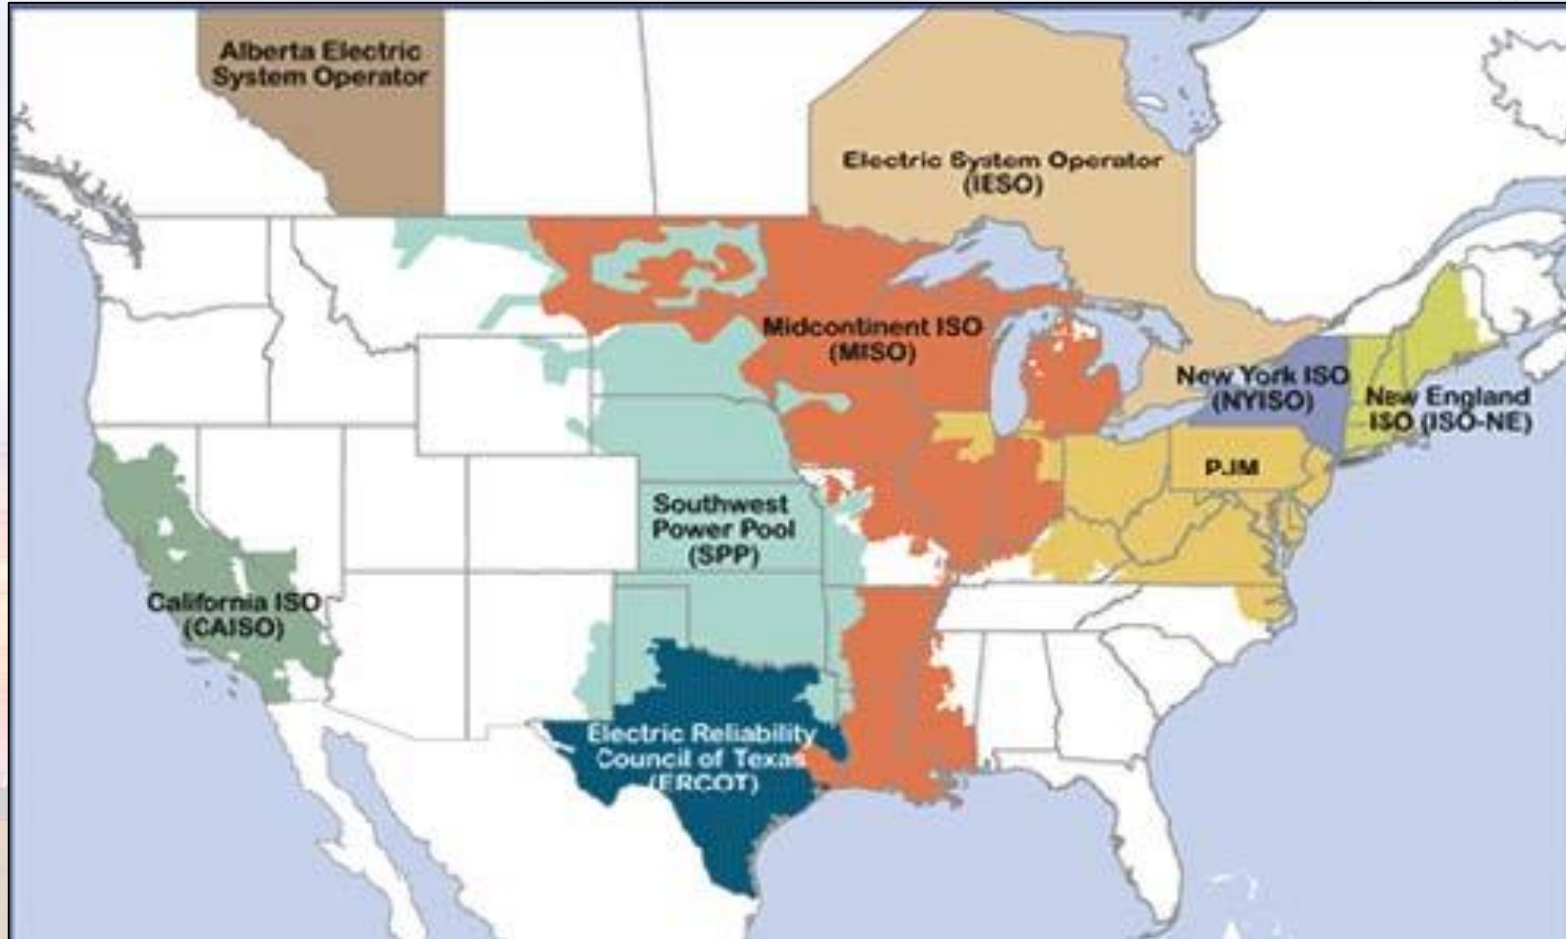 Alberta Electric
System Operator
Electric System Operator
(IESO)
Midcontinent ISO
(MISO)
New York ISO
(NYISO)
New England
ISO (ISO-NE)
PJM
Southwest
Power Pool
(SPP)
California ISO
(CAISO)
Electric Reliability
Council of Texas
(ERCOT)